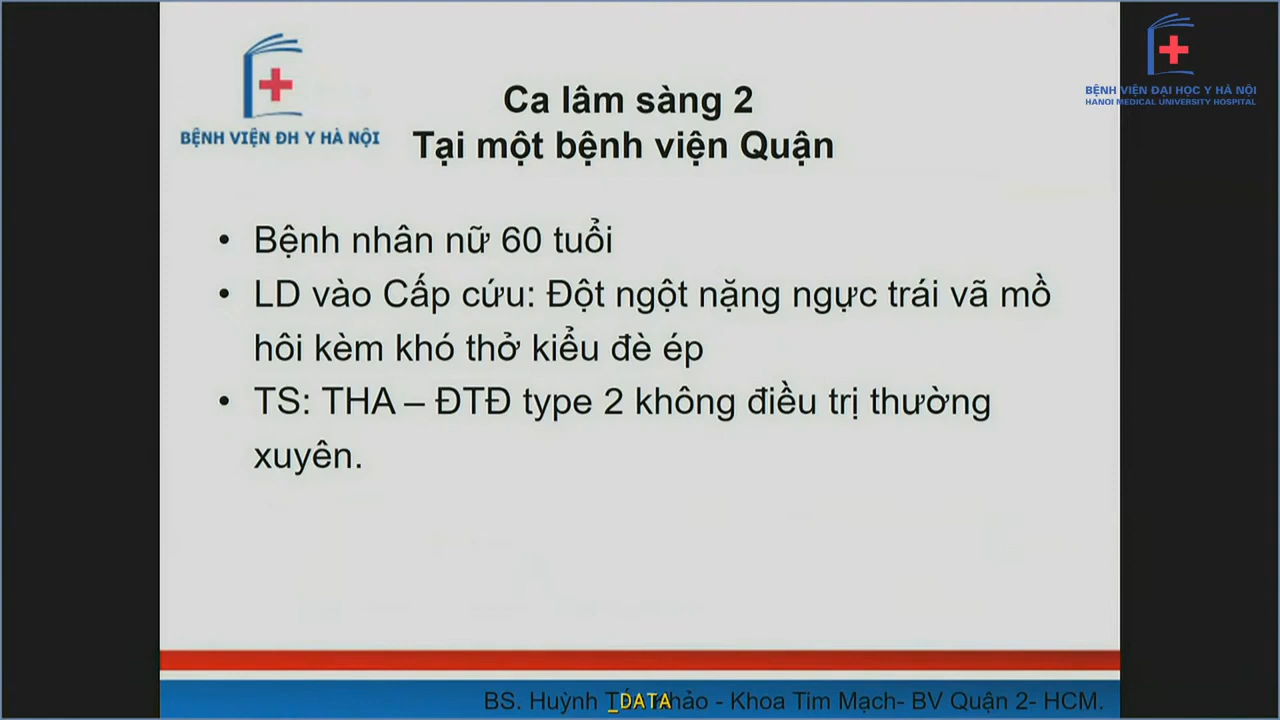 BỆNH VIỆN ĐH Y HÀ NỘI
BỆNH VIỆN ĐẠI HỌC Y HÀ NỘI
HANOI MEDICAL UNIVERSITY HOSPITAL
Ca lâm sàng 2
Tại một bệnh viện Quận
• Bệnh nhân nữ 60 tuổi
• LD vào Cấp cứu: Đột ngột nặng ngực trái vã mồ
hôi kèm khó thở kiểu đè ép
• TS: THA – ĐTĐ type 2 không điều trị thường
xuyên.
BS. Huỳnh - Khoa Tim Mạch- BV Quận 2- HCM.
_DATA